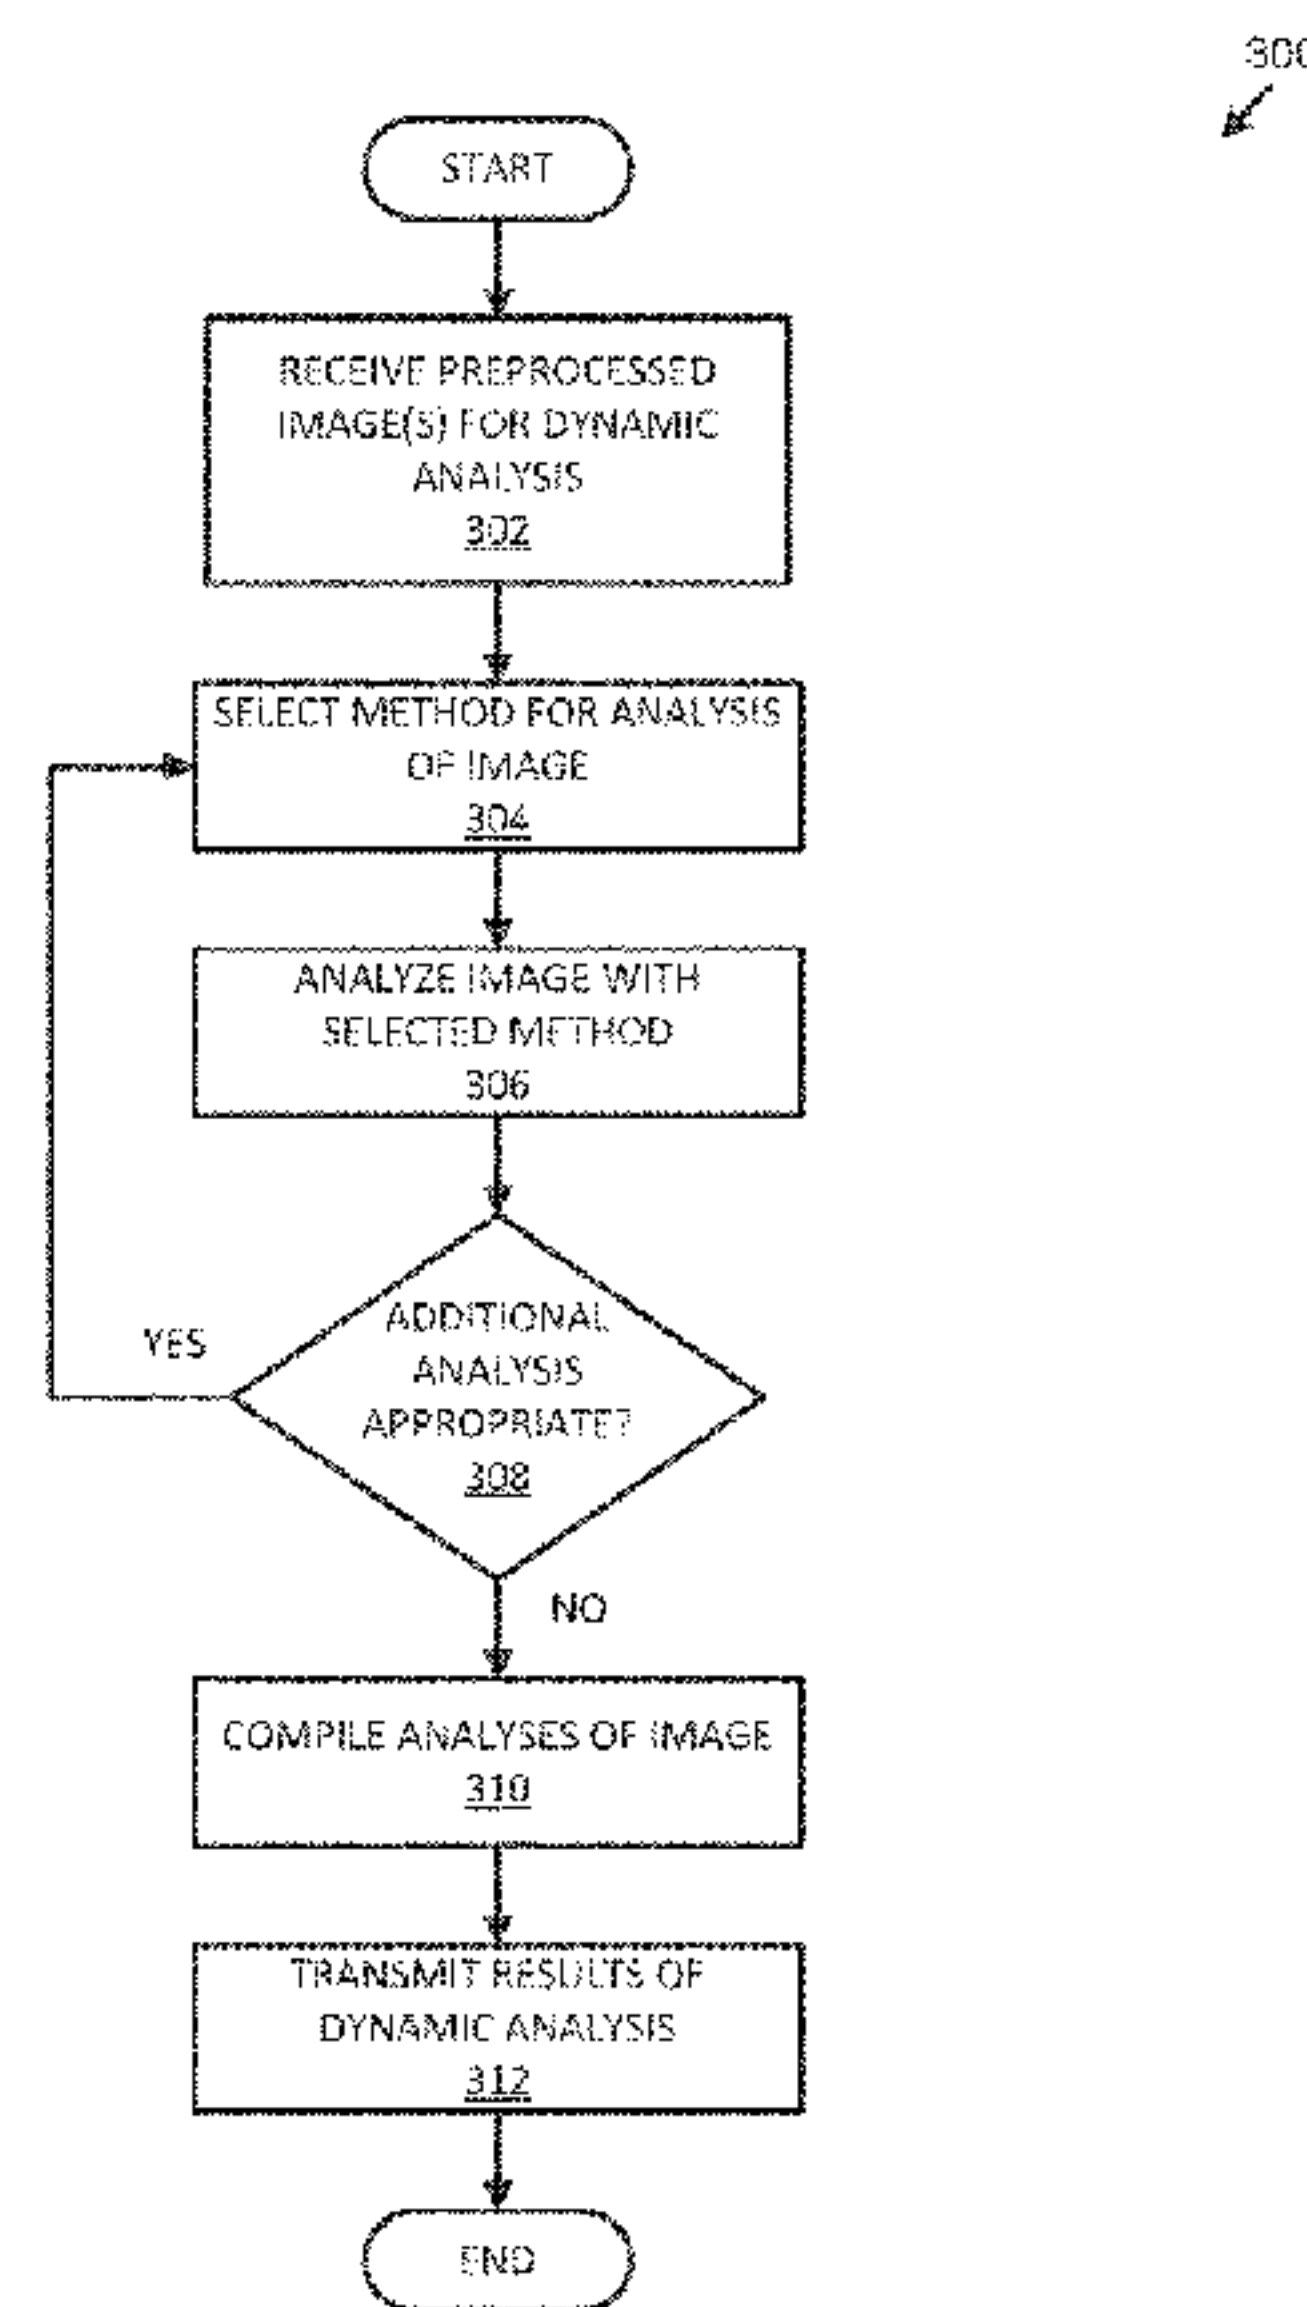 300
START
RECEIVE PREPROCESSED
IMAGE(S) FOR DYNAMIC
ANALYSIS
302
SELECT METHOD FOR ANALYSIS
OF IMAGE
304
ANALYZE IMAGE WITH
SELECTED METHOD
306
ADDITIONAL
ANALYSIS
APPROPRIATE?
308
YES
NO
COMPILE ANALYSES OF IMAGE
310
TRANSMIT RESULTS OF
DYNAMIC ANALYSIS
312
END